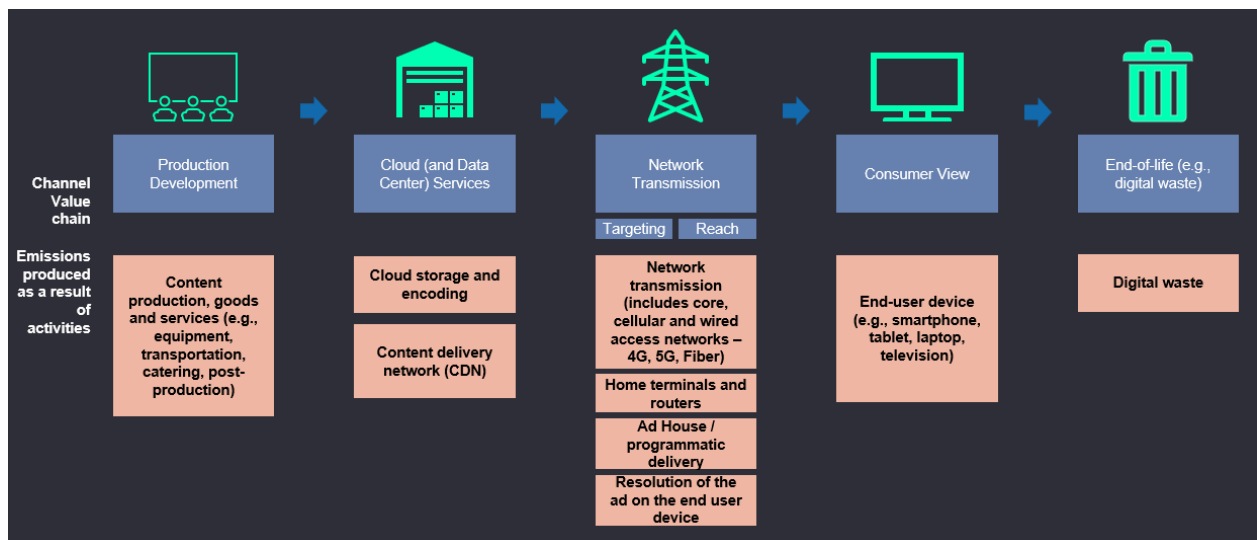 Channel
Value
chain
Production
Development
Cloud (and Data
Center) Services
Network
Transmission
Targeting
Reach
Consumer View
End-of-life (e.g.,
digital waste)
Emissions
produced
as a result
of
activities
Content
production, goods
and services (e.g.,
equipment,
transportation,
catering, post-
production)
Cloud storage and
encoding
Content delivery
network (CDN)
Network
transmission
(includes core,
cellular and wired
access networks –
4G, 5G, Fiber)
Home terminals and
routers
Ad House /
programmatic
delivery
Resolution of the
ad on the end user
device
End-user device
(e.g., smartphone,
tablet, laptop,
television)
Digital waste